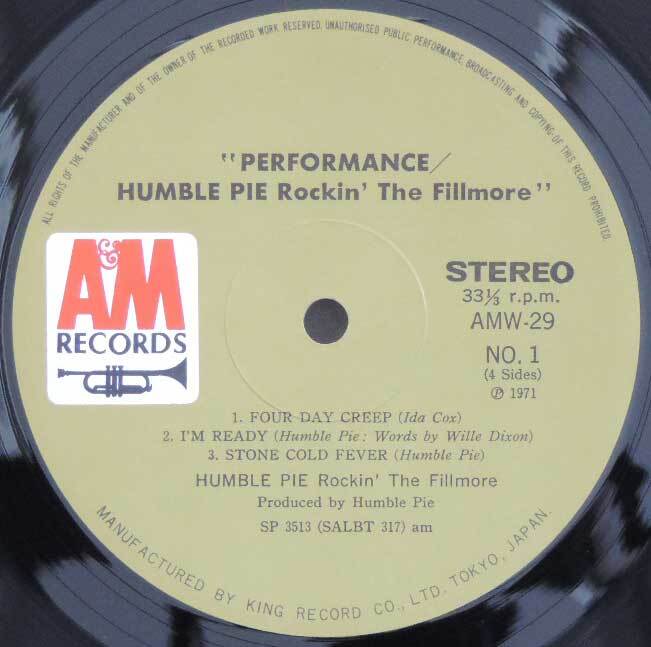 ALL RIGHTS OF THE MANUFACTURER AND OF THE OWNER OF THE RECORDED WORK RESERVED. UNAUTHORISED PUBLIC PERFORMANCE, BROADCASTING AND COPYING OF THIS RECORD PROHIBITED.
"PERFORMANCE/
HUMBLE PIE Rockin' The Fillmore"
A&M
RECORDS
STEREO
33⅓ r.p.m.
AMW-29
NO. 1
(4 Sides)
℗ 1971
1. FOUR DAY CREEP (Ida Cox)
2. I'M READY (Humble Pie: Words by Wille Dixon)
3. STONE COLD FEVER (Humble Pie)
HUMBLE PIE Rockin' The Fillmore
Produced by Humble Pie
SP 3513 (SALBT 317) am
MANUFACTURED BY KING RECORD CO., LTD. TOKYO, JAPAN.